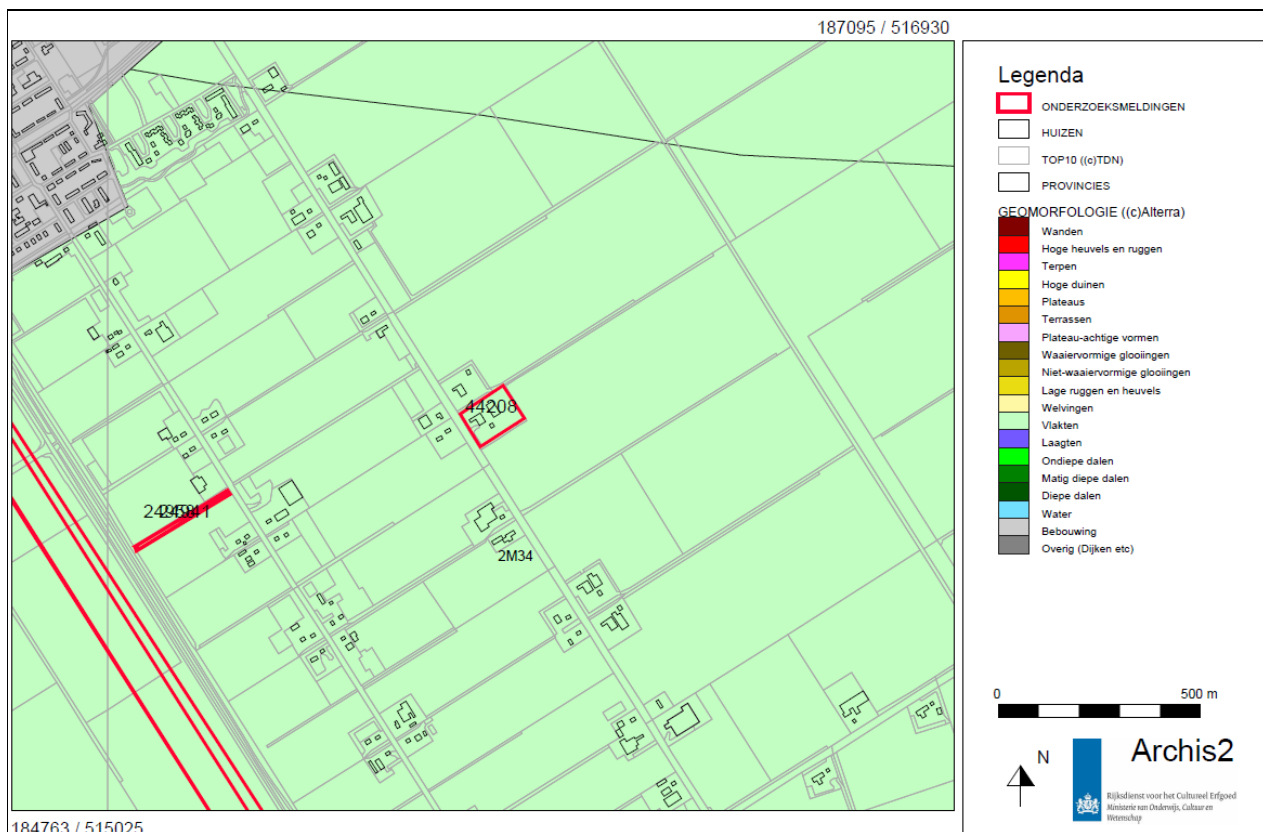 187095 / 516930
44208
2M34
184763 / 515025
Legenda
ONDERZOEKSMELDINGEN
HUIZEN
TOP10 ((c)TDN)
PROVINCIES
GEOMORFOLOGIE ((c)Alterra)
Wanden
Hoge heuvels en ruggen
Terpen
Hoge duinen
Plateaus
Terrassen
Plateau-achtige vormen
Waaiervormige glooiingen
Niet-waaiervormige glooiingen
Lage ruggen en heuvels
Welvingen
Vlakten
Laagten
Ondiepe dalen
Matig diepe dalen
Diepe dalen
Water
Bebouwing
Overig (Dijken etc)
0 500 m
N
Archis2
Rijksdienst voor het Cultureel Erfgoed
Ministerie van Onderwijs, Cultuur en
Wetenschap